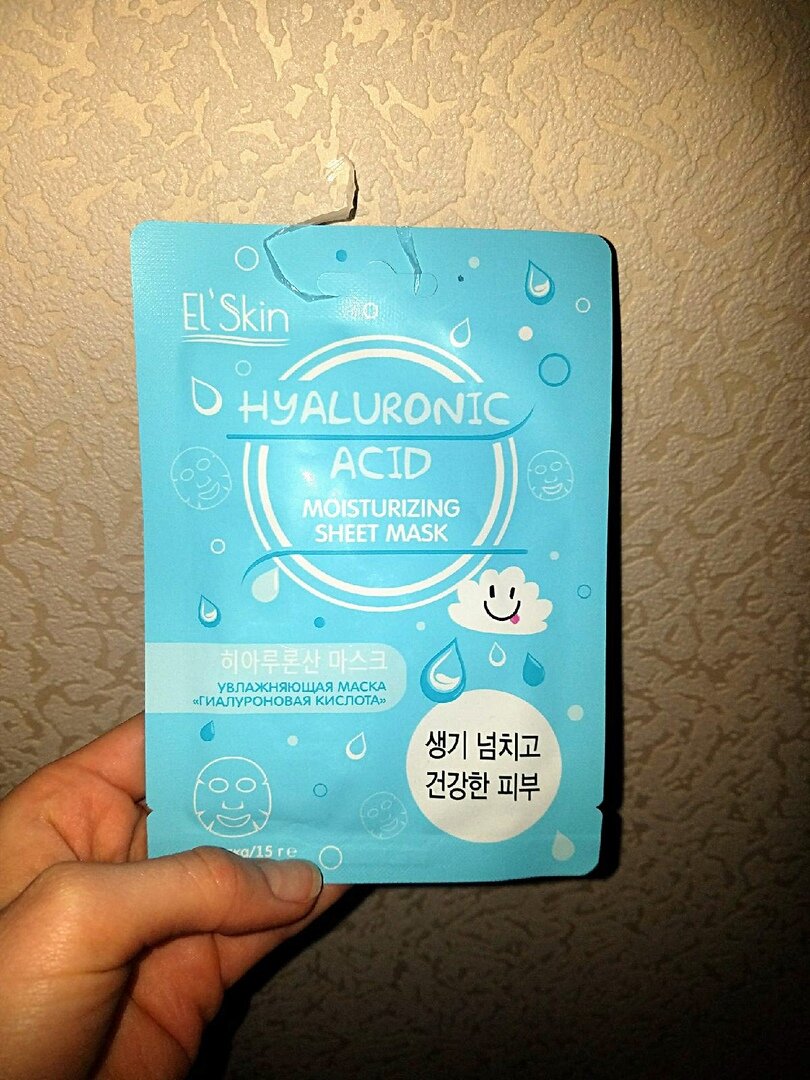 El'Skin
HYALURONIC
ACID
MOISTURIZING
SHEET MASK
히아루론산 마스크
УВЛАЖНЯЮЩАЯ МАСКА
«ГИАЛУРОНОВАЯ КИСЛОТА»
생기 넘치고
건강한 피부
/15 г e